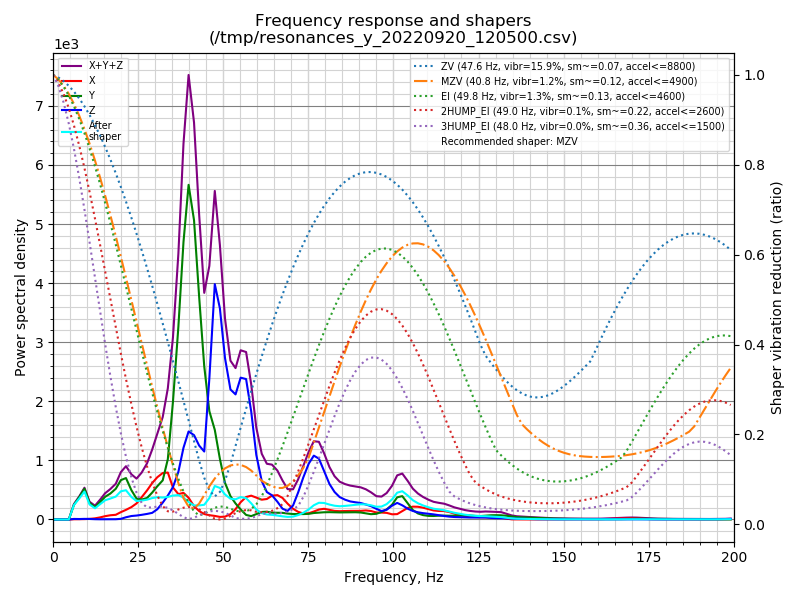 Frequency response and shapers
(/tmp/resonances_y_20220920_120500.csv)
1e3
X+Y+Z
X
Y
Z
After
shaper
ZV (47.6 Hz, vibr=15.9%, sm~=0.07, accel<=8800)
MZV (40.8 Hz, vibr=1.2%, sm~=0.12, accel<=4900)
EI (49.8 Hz, vibr=1.3%, sm~=0.13, accel<=4600)
2HUMP_EI (49.0 Hz, vibr=0.1%, sm~=0.22, accel<=2600)
3HUMP_EI (48.0 Hz, vibr=0.0%, sm~=0.36, accel<=1500)
Recommended shaper: MZV
7
6
5
4
3
2
1
0
Power spectral density
1.0
0.8
0.6
0.4
0.2
0.0
Shaper vibration reduction (ratio)
0 25 50 75 100 125 150 175 200
Frequency, Hz